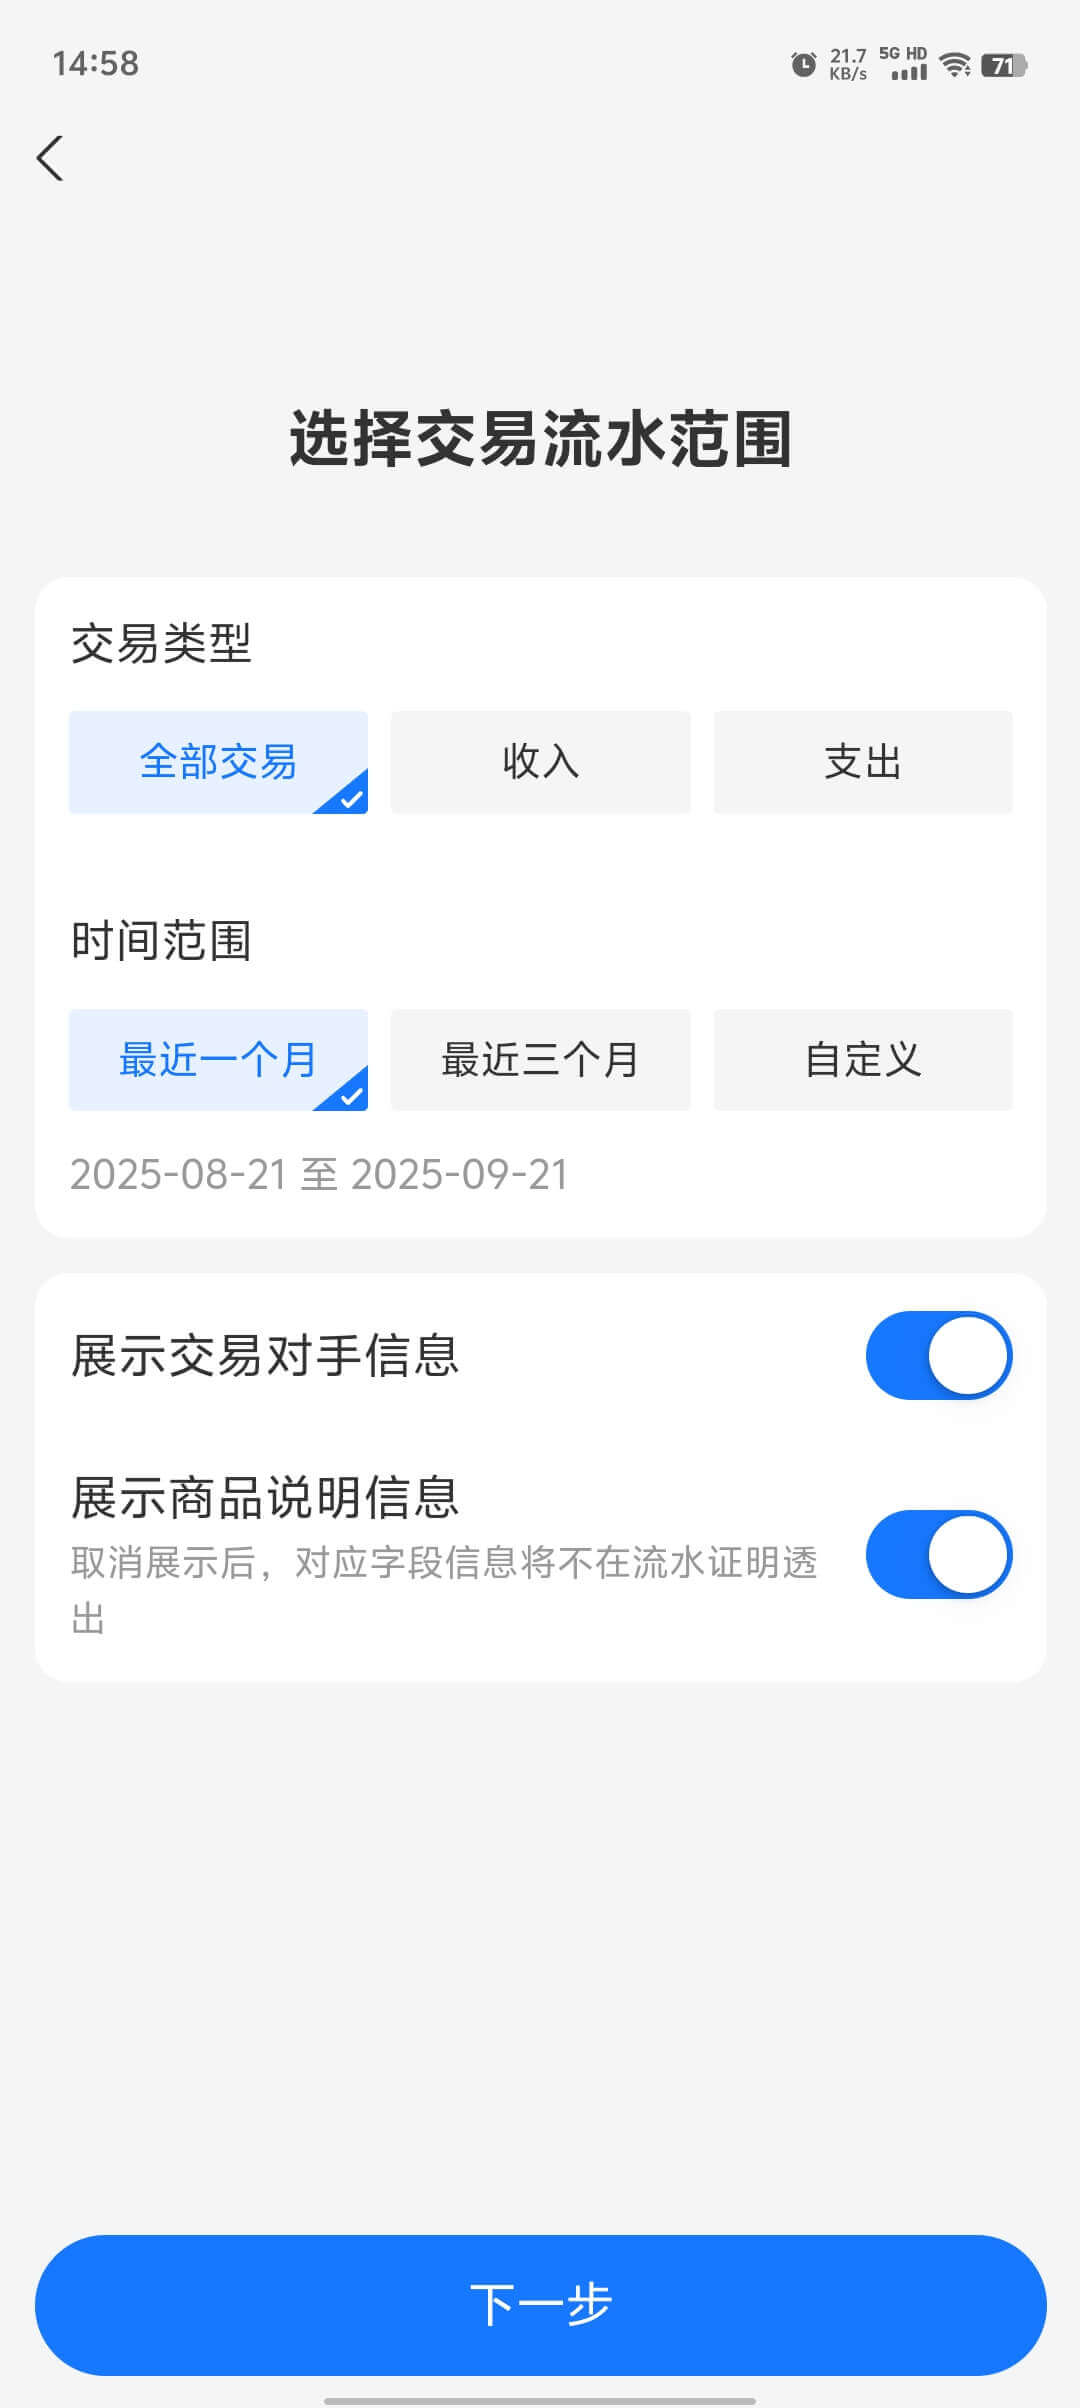 14:58
21.7 KB/s 5G HD 71
选择交易流水范围
交易类型
全部交易 收入 支出
时间范围
最近一个月 最近三个月 自定义
2025-08-21 至 2025-09-21
展示交易对手信息
展示商品说明信息
取消展示后，对应字段信息将不在流水证明透
出
下一步